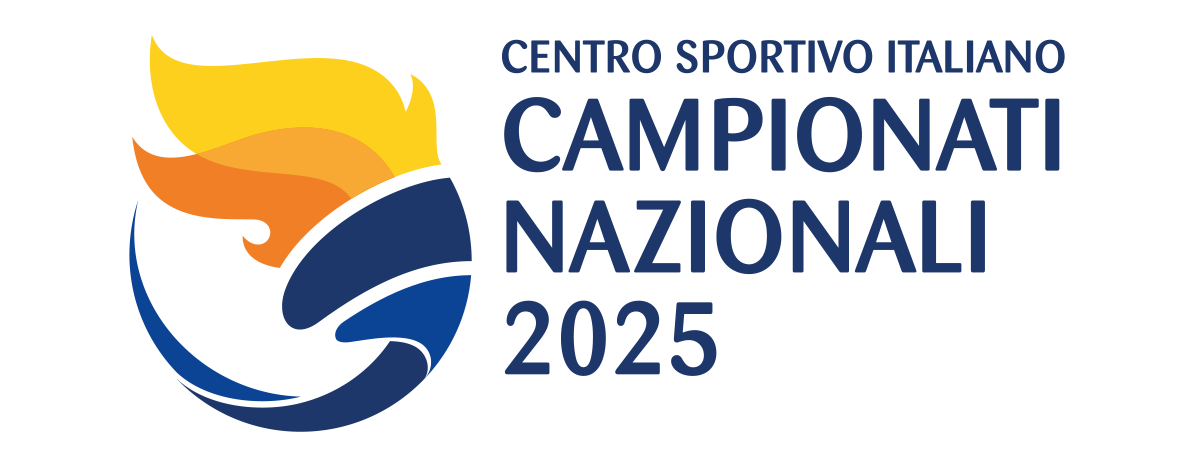 CENTRO SPORTIVO ITALIANO
CAMPIONATI
NAZIONALI
2025